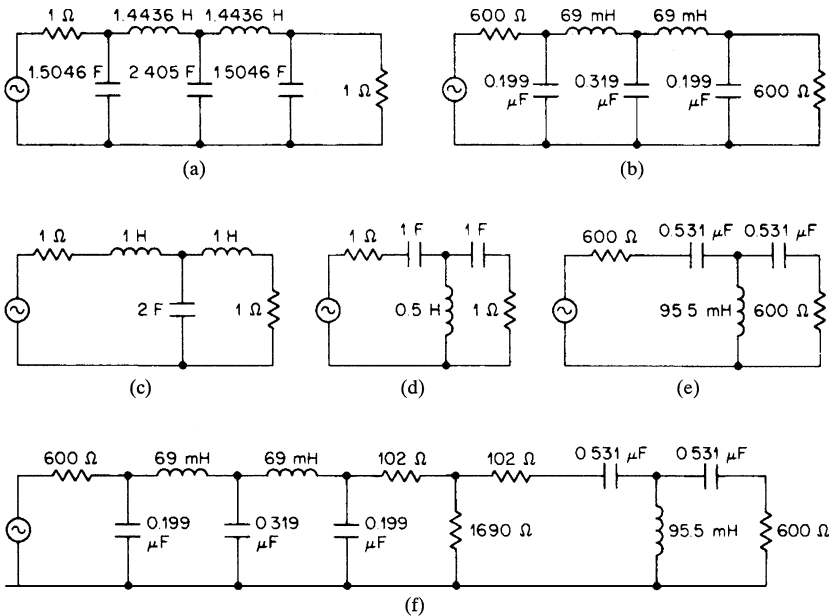 1 Ω 1.4436 H 1.4436 H
1.5046 F 2 405 F 1 5046 F 1 Ω
(a)
600 Ω 69 mH 69 mH
0.199 μF 0.319 μF 0.199 μF 600 Ω
(b)
1 Ω 1 H 1 H
2 F 1 Ω
(c)
1 Ω 1 F 1 F
0.5 H 1 Ω
(d)
600 Ω 0.531 μF 0.531 μF
95.5 mH 600 Ω
(e)
600 Ω 69 mH 69 mH 102 Ω 102 Ω 0.531 μF 0.531 μF
0.199 μF 0.319 μF 0.199 μF 1690 Ω 95.5 mH 600 Ω
(f)